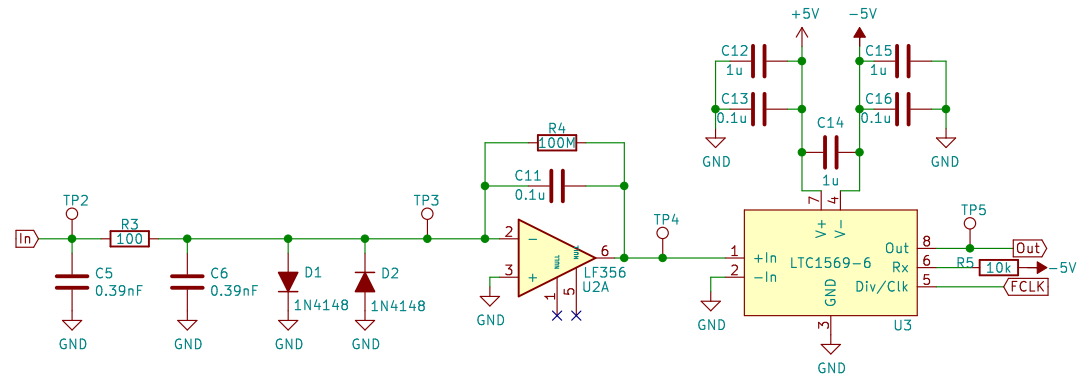 +5V
-5V
C12
1u
C15
1u
C13
0.1u
C16
0.1u
GND
GND
C14
1u
R4
100M
C11
0.1u
TP2
TP3
TP4
TP5
In
R3
100
2
3
6
1
5
NULL
NULL
LF356
U2A
GND
C5
0.39nF
C6
0.39nF
D1
1N4148
D2
1N4148
GND
GND
GND
GND
7
4
V+
V-
1
+In
2
-In
LTC1569-6
GND
3
U3
Out
8
Rx
6
Div/Clk
5
Out
R5
10k
-5V
FCLK
GND
GND